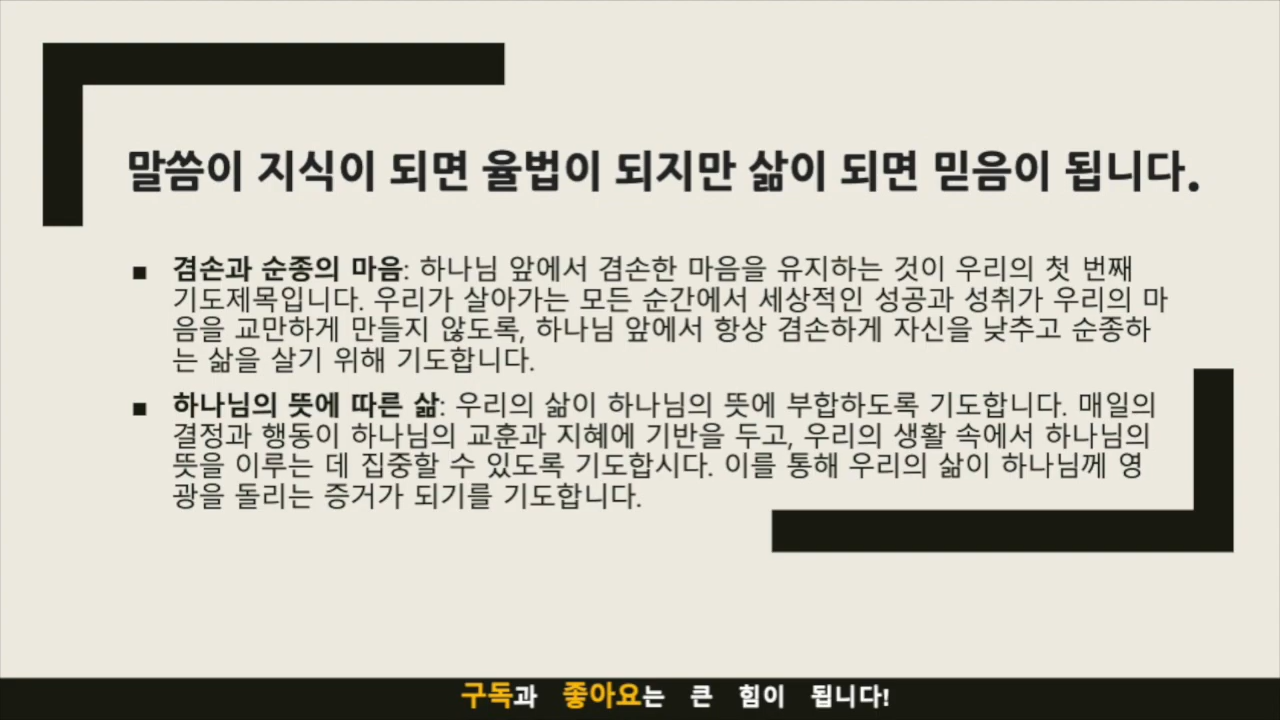 말씀이 지식이 되면 율법이 되지만 삶이 되면 믿음이 됩니다.
■ 겸손과 순종의 마음: 하나님 앞에서 겸손한 마음을 유지하는 것이 우리의 첫 번째
기도제목입니다. 우리가 살아가는 모든 순간에서 세상적인 성공과 성취가 우리의 마
음을 교만하게 만들지 않도록, 하나님 앞에서 항상 겸손하게 자신을 낮추고 순종하
는 삶을 살기 위해 기도합니다.
■ 하나님의 뜻에 따른 삶: 우리의 삶이 하나님의 뜻에 부합하도록 기도합니다. 매일의
결정과 행동이 하나님의 교훈과 지혜에 기반을 두고, 우리의 생활 속에서 하나님의
뜻을 이루는 데 집중할 수 있도록 기도합시다. 이를 통해 우리의 삶이 하나님께 영
광을 돌리는 증거가 되기를 기도합니다.
구독과 좋아요는 큰 힘이 됩니다!